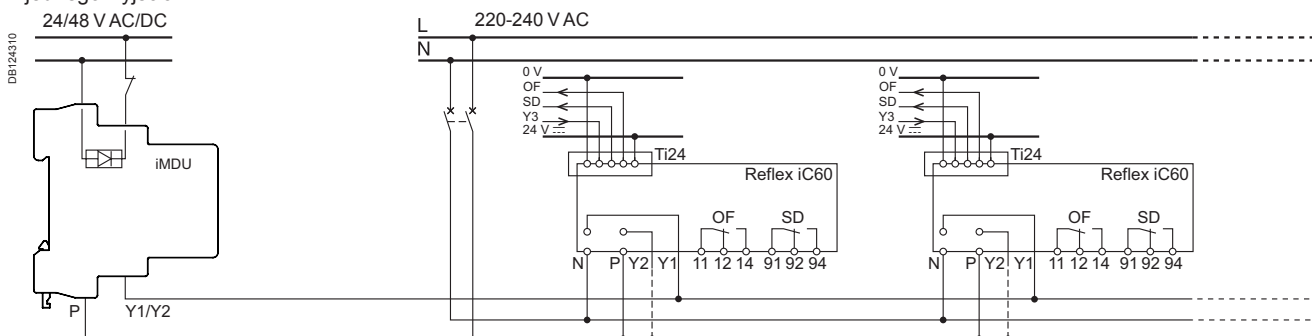 24/48 V AC/DC
DB124310
iMDU
P
Y1/Y2
L
220-240 V AC
N
0 V
OF
SD
Y3
24 V
Ti24
Reflex iC60
OF
SD
N
P
Y2
Y1
11 12 14
91 92 94
0 V
OF
SD
Y3
24 V
Ti24
Reflex iC60
OF
SD
N
P
Y2
Y1
11 12 14
91 92 94